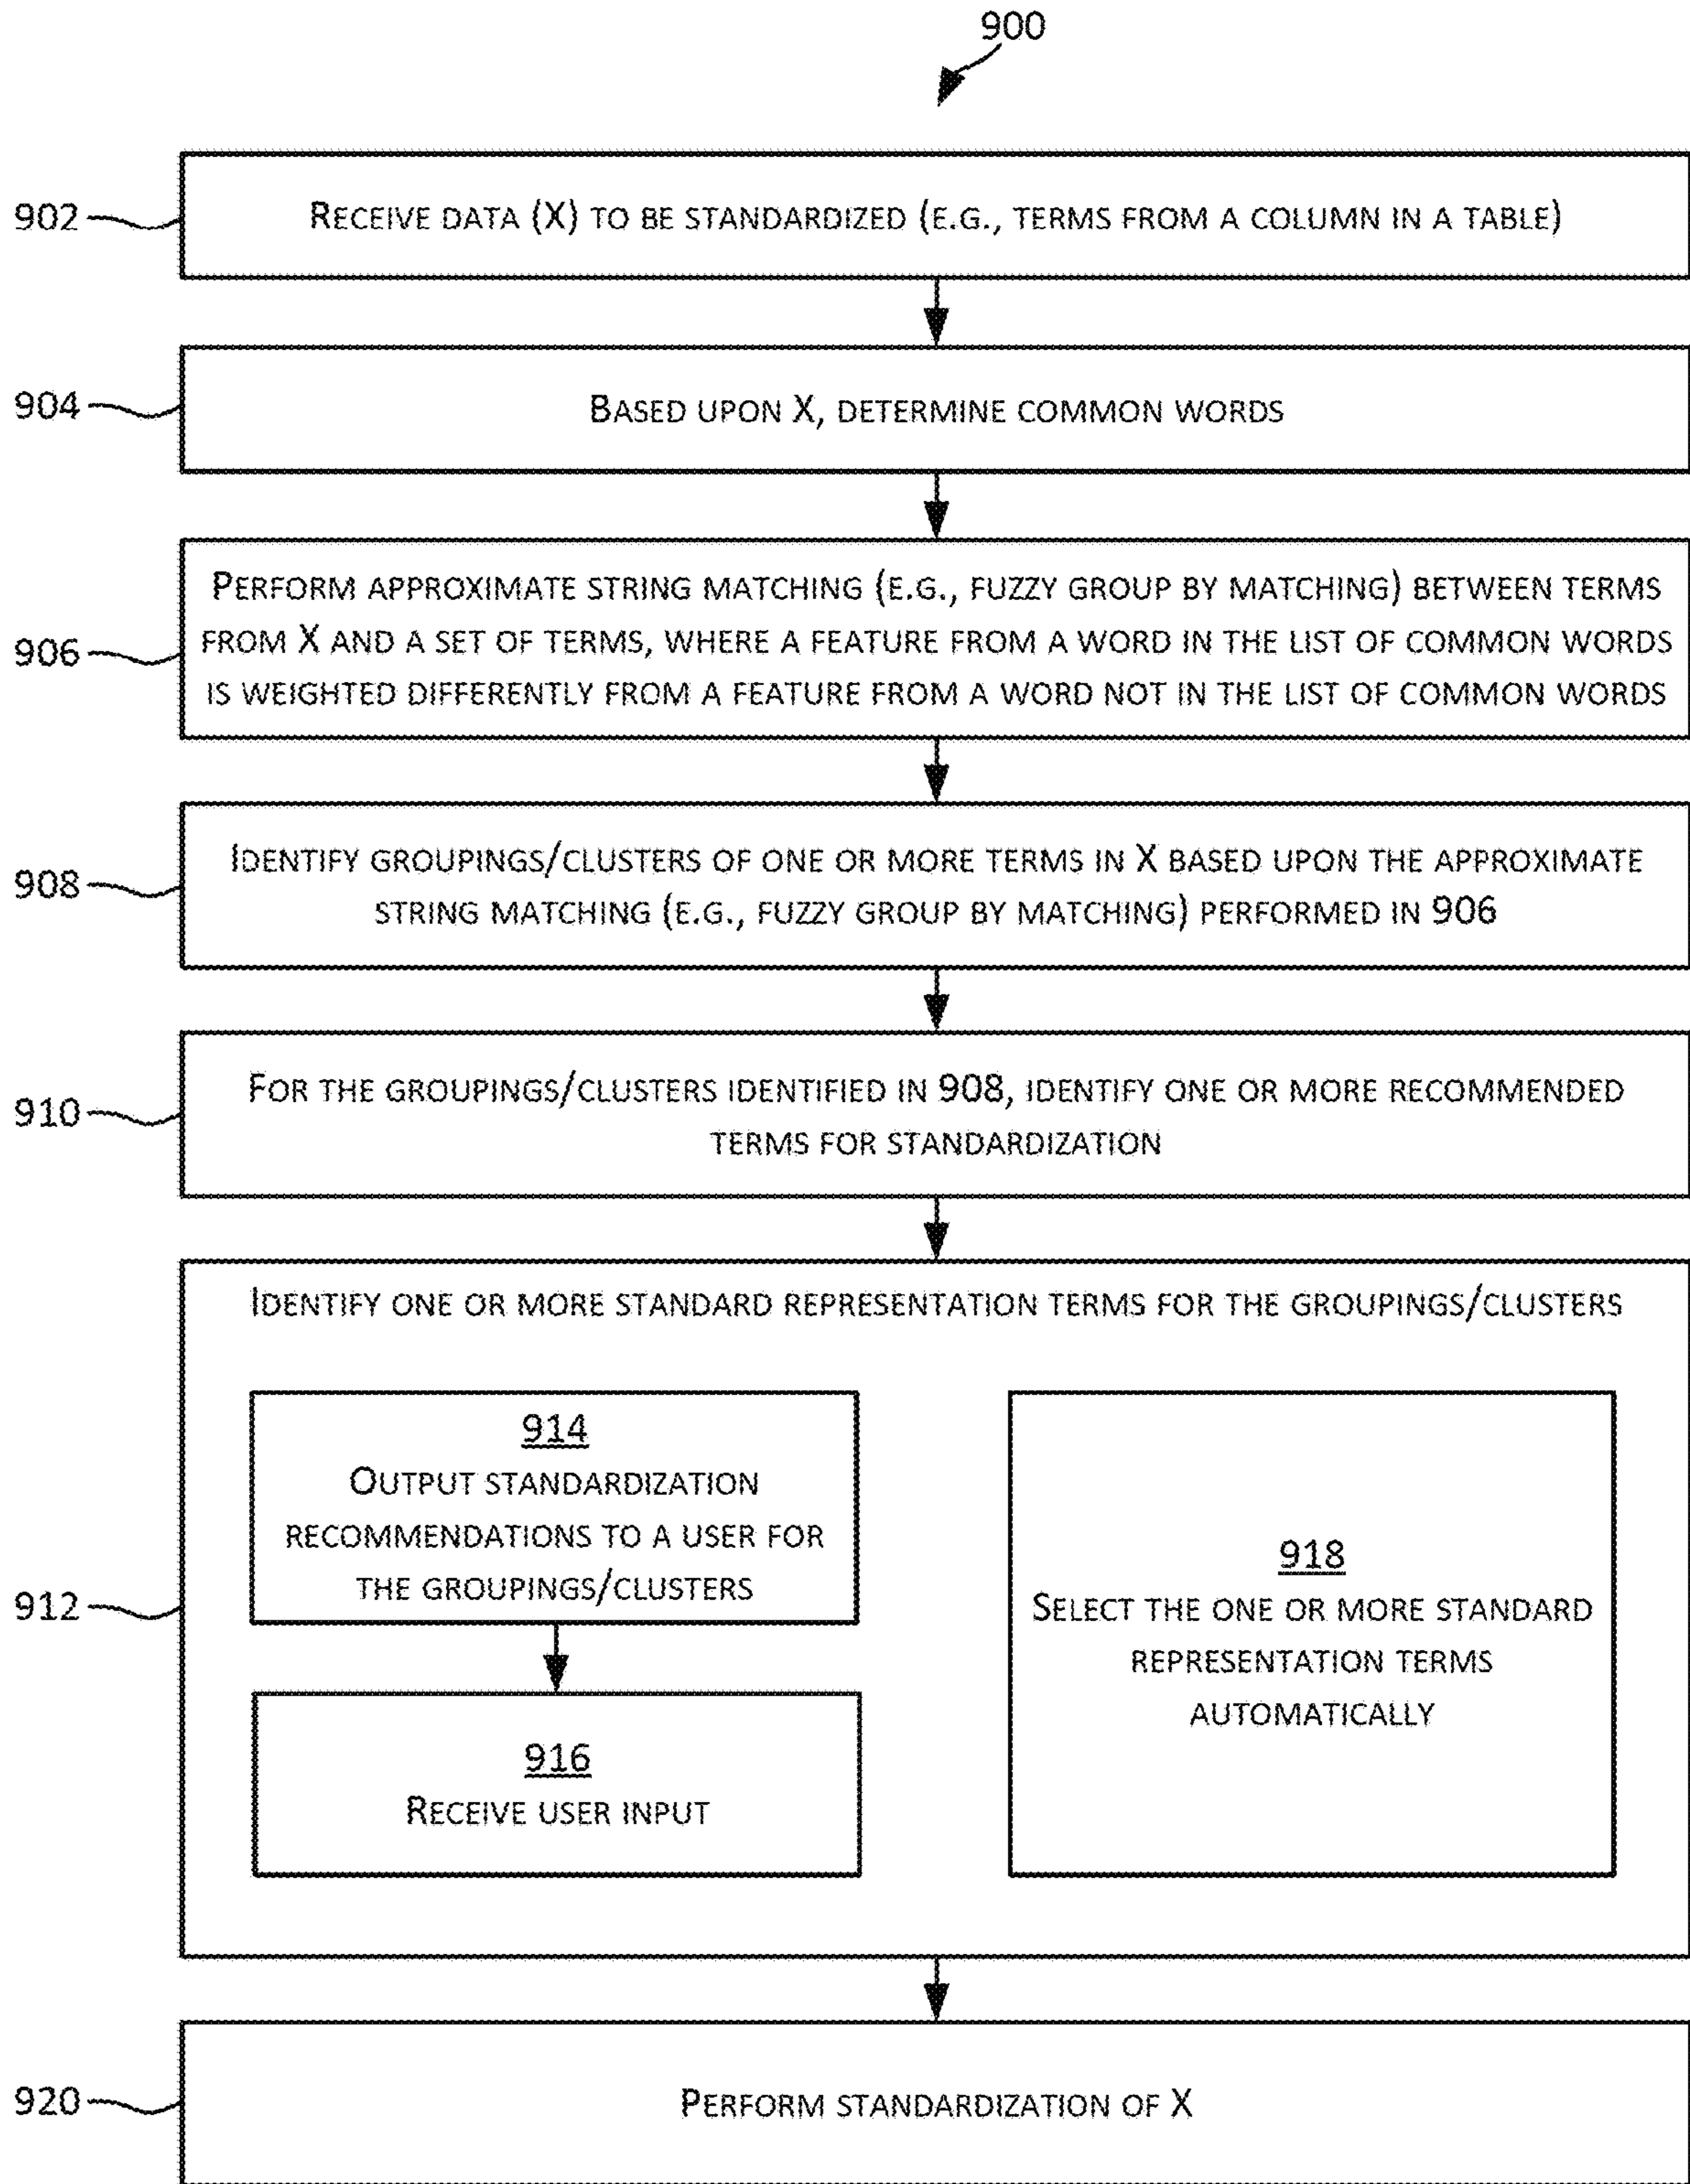 900
902
RECEIVE DATA (X) TO BE STANDARDIZED (E.G., TERMS FROM A COLUMN IN A TABLE)
904
BASED UPON X, DETERMINE COMMON WORDS
906
PERFORM APPROXIMATE STRING MATCHING (E.G., FUZZY GROUP BY MATCHING) BETWEEN TERMS
FROM X AND A SET OF TERMS, WHERE A FEATURE FROM A WORD IN THE LIST OF COMMON WORDS
IS WEIGHTED DIFFERENTLY FROM A FEATURE FROM A WORD NOT IN THE LIST OF COMMON WORDS
908
IDENTIFY GROUPINGS/CLUSTERS OF ONE OR MORE TERMS IN X BASED UPON THE APPROXIMATE
STRING MATCHING (E.G., FUZZY GROUP BY MATCHING) PERFORMED IN 906
910
FOR THE GROUPINGS/CLUSTERS IDENTIFIED IN 908, IDENTIFY ONE OR MORE RECOMMENDED
TERMS FOR STANDARDIZATION
912
IDENTIFY ONE OR MORE STANDARD REPRESENTATION TERMS FOR THE GROUPINGS/CLUSTERS
914
OUTPUT STANDARDIZATION
RECOMMENDATIONS TO A USER FOR
THE GROUPINGS/CLUSTERS
916
RECEIVE USER INPUT
918
SELECT THE ONE OR MORE STANDARD
REPRESENTATION TERMS
AUTOMATICALLY
920
PERFORM STANDARDIZATION OF X